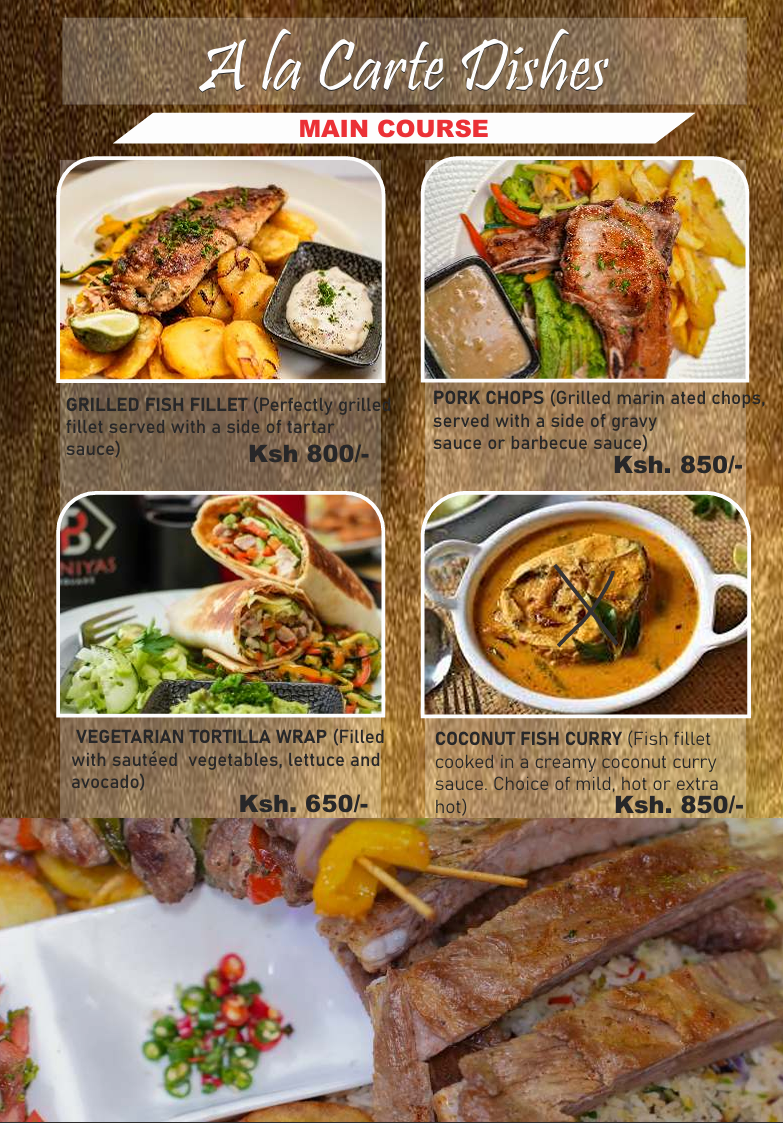 A la Carte Dishes
MAIN COURSE
GRILLED FISH FILLET (Perfectly grilled
fillet served with a side of tartar
sauce)
Ksh 800/-
PORK CHOPS (Grilled marin ated chops,
served with a side of gravy
sauce or barbecue sauce)
Ksh. 850/-
B
NIYAS
VEGETARIAN TORTILLA WRAP (Filled
with sautéed vegetables, lettuce and
avocado)
Ksh. 650/-
COCONUT FISH CURRY (Fish fillet
cooked in a creamy coconut curry
sauce. Choice of mild, hot or extra
hot)
Ksh. 850/-